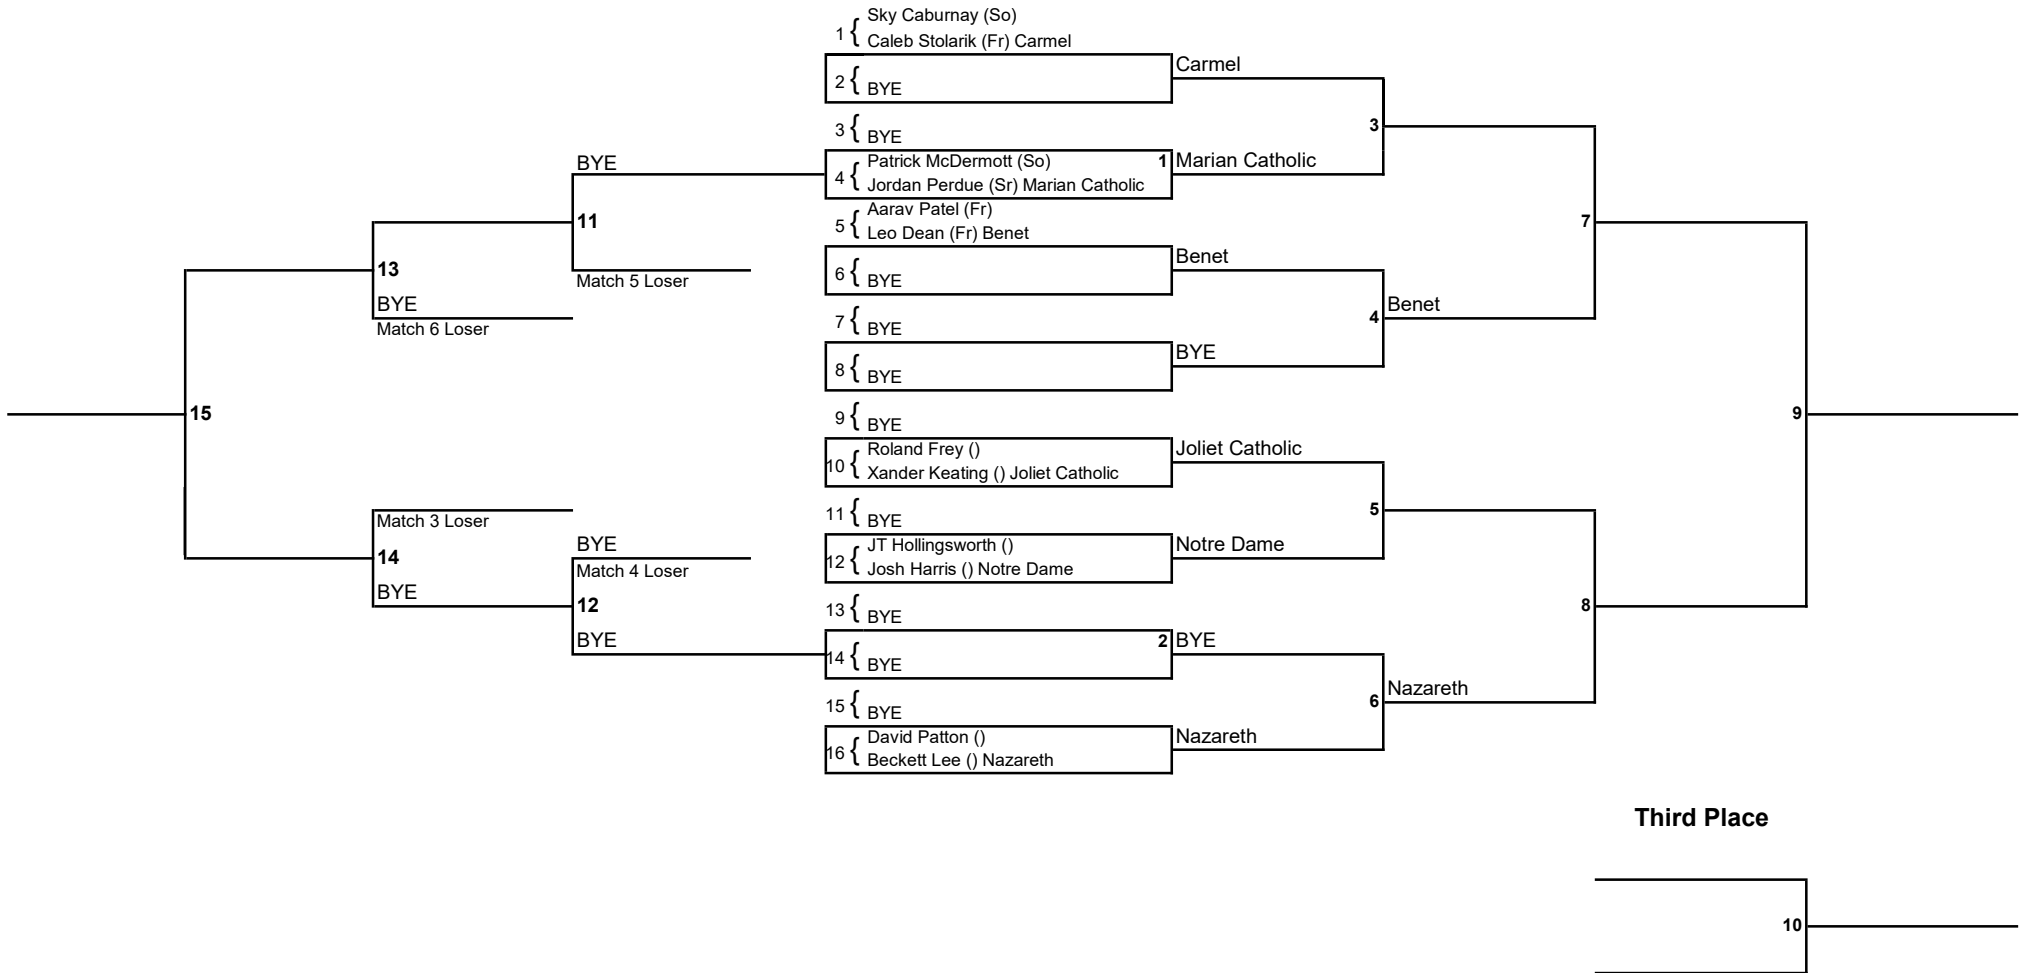 1 { Sky Caburnay (So)
Caleb Stolarik (Fr) Carmel
Carmel
2 { BYE
3 { BYE
3
BYE
Patrick McDermott (So)
1 Marian Catholic
4 { Jordan Perdue (Sr) Marian Catholic
Aarav Patel (Fr)
11
7
5 { Leo Dean (Fr) Benet
Benet
13
6 { BYE
Match 5 Loser
BYE
Benet
7 { BYE
4
Match 6 Loser
BYE
8 { BYE
15
9 { BYE
9
Roland Frey ()
Joliet Catholic
10 { Xander Keating () Joliet Catholic
11 { BYE
5
Match 3 Loser
BYE
JT Hollingsworth ()
Notre Dame
14
Match 4 Loser
12 { Josh Harris () Notre Dame
BYE
12
13 { BYE
8
BYE
2 BYE
14 { BYE
Nazareth
15 { BYE
6
David Patton ()
Nazareth
16 { Beckett Lee () Nazareth
Third Place
10